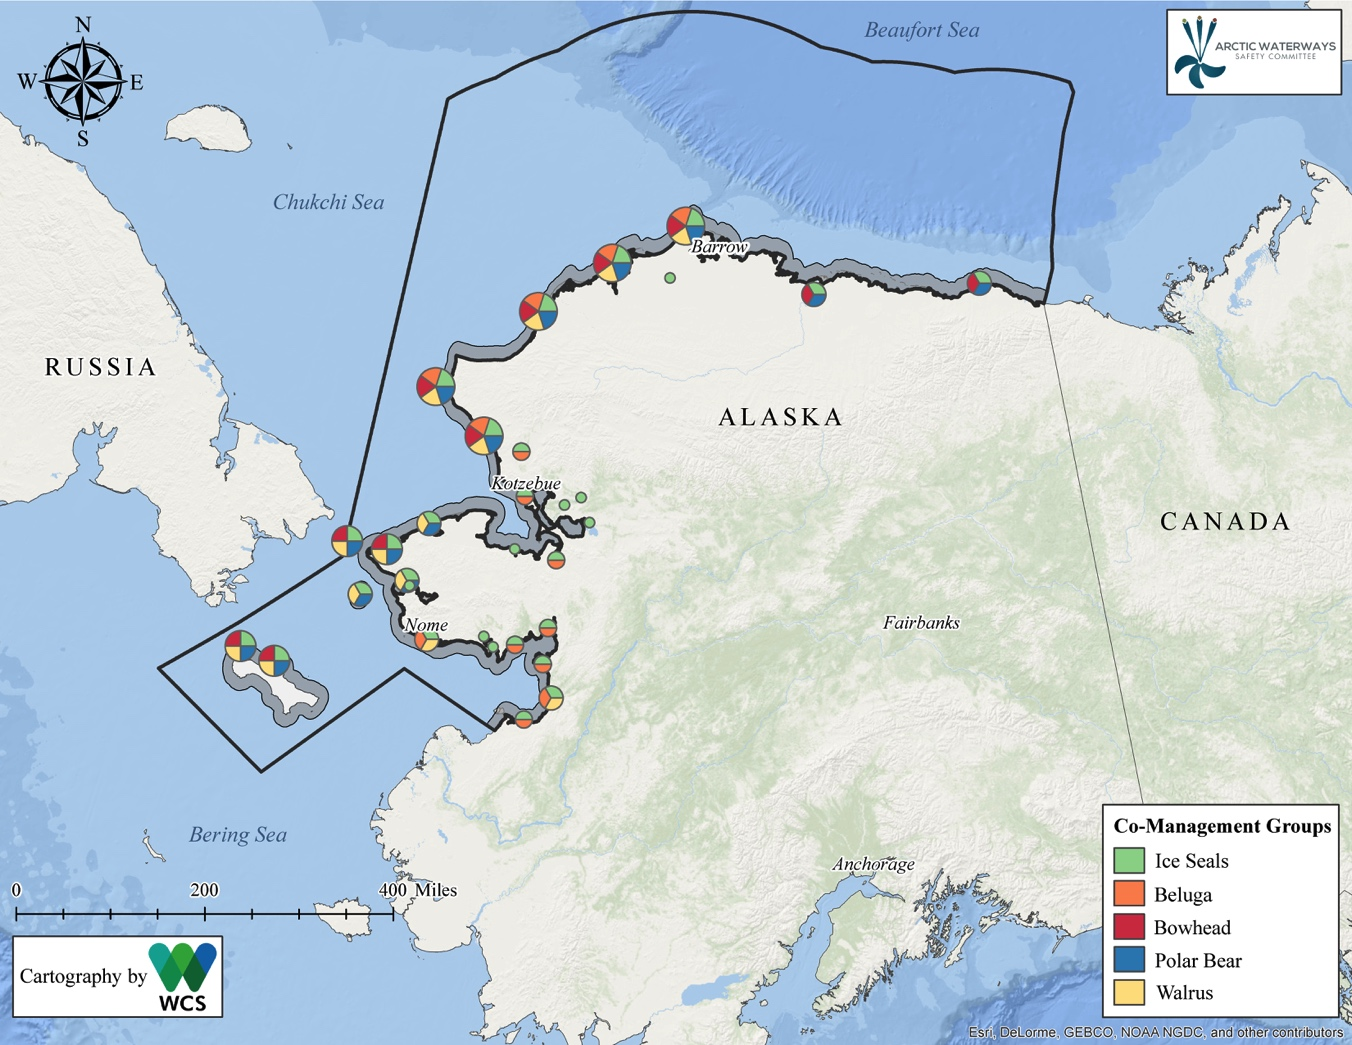 N
W E
S
Beaufort Sea
ARCTIC WATERWAYS
SAFETY COMMITTEE
Chukchi Sea
Barrow
RUSSIA
ALASKA
Kotzebue
CANADA
Nome
Fairbanks
Bering Sea
Anchorage
0 200 400 Miles
Cartography by
WCS
Co-Management Groups
Ice Seals
Beluga
Bowhead
Polar Bear
Walrus
Esri, DeLorme, GEBCO, NOAA NGDC, and other contributors